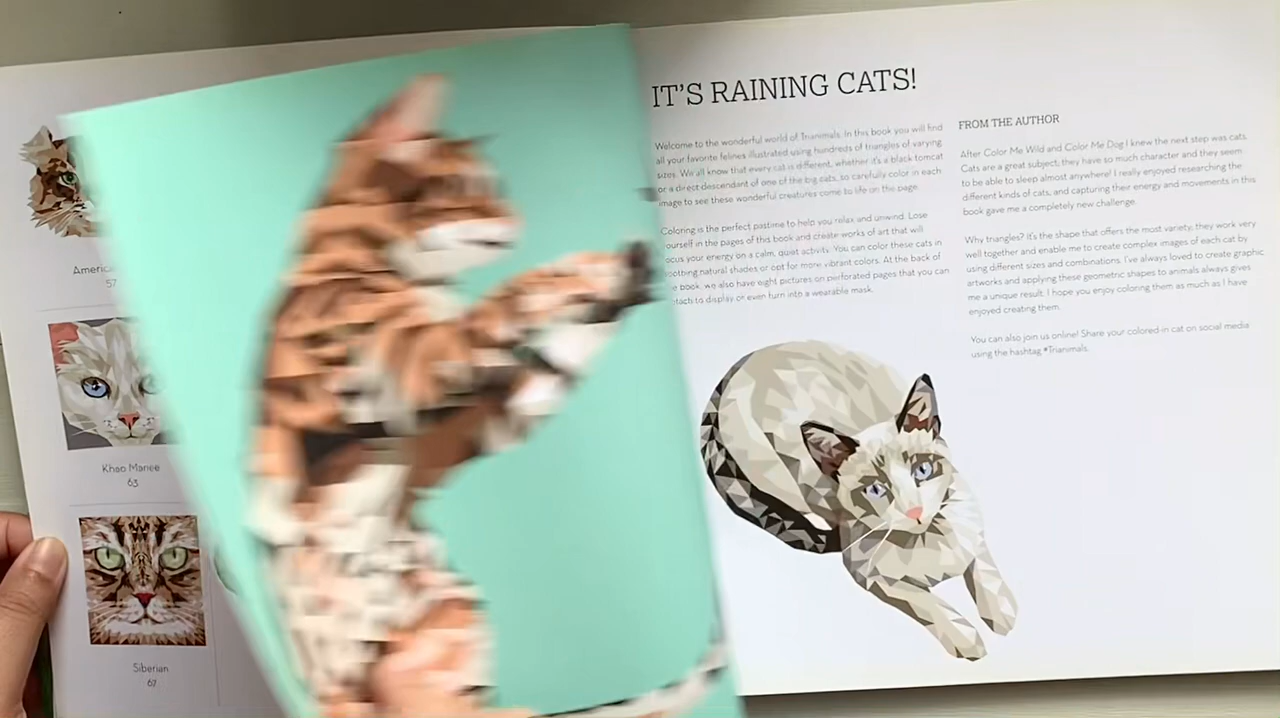 Americ
57
Khao Manee
63
Siberian
67
IT'S RAINING CATS!
Welcome to the wonderful world of Trianimals. In this book you will find
all your favorite felines illustrated using hundreds of triangles of varying
sizes. We all know that every cat is different, whether it's a black tomcat
or a direct descendant of one of the big cats, so carefully color in each
image to see these wonderful creatures come to life on the page.
Coloring is the perfect pastime to help you relax and unwind. Lose
yourself in the pages of this book and create works of art that will
ocus your energy on a calm, quiet activity. You can color these cats in
oothing natural shades or opt for more vibrant colors. At the back of
e book, we also have eight pictures on perforated pages that you can
etach to display or even turn into a wearable mask.
FROM THE AUTHOR
After Color Me Wild and Color Me Dog I knew the next step was cats.
Cats are a great subject; they have so much character and they seem
to be able to sleep almost anywhere! I really enjoyed researching the
different kinds of cats, and capturing their energy and movements in this
book gave me a completely new challenge.
Why triangles? It's the shape that offers the most variety; they work very
well together and enable me to create complex images of each cat by
using different sizes and combinations. I've always loved to create graphic
artworks and applying these geometric shapes to animals always gives
me a unique result. I hope you enjoy coloring them as much as I have
enjoyed creating them.
You can also join us online! Share your colored-in cat on social media
using the hashtag #Trianimals.